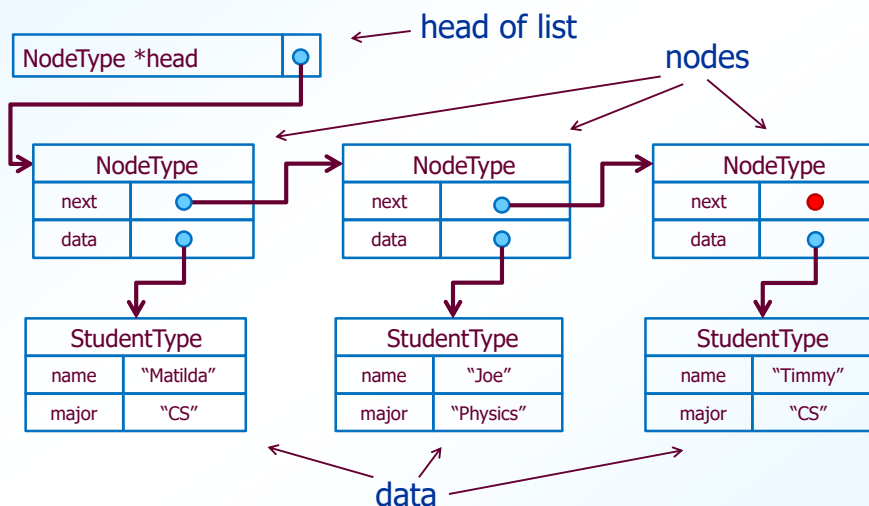 head of list
NodeType *head
nodes
NodeType NodeType NodeType
next next next
data data data
StudentType StudentType StudentType
name “Matilda” name “Joe” name “Timmy”
major “CS” major “Physics” major “CS”
data